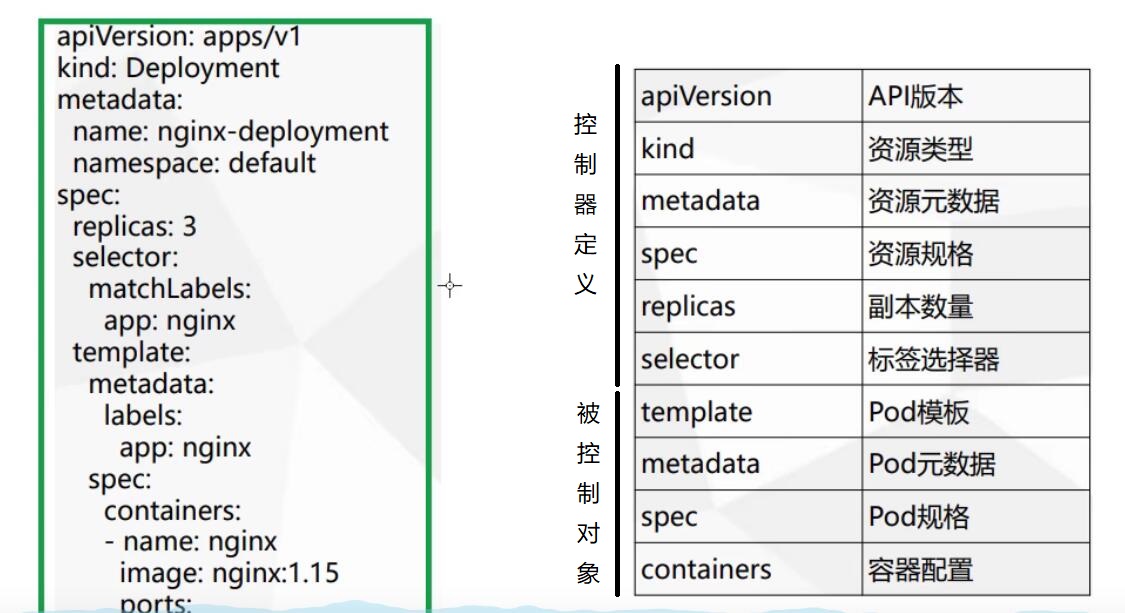 apiVersion: apps/v1
kind: Deployment
metadata:
  name: nginx-deployment
  namespace: default
spec:
  replicas: 3
  selector:
    matchLabels:
      app: nginx
  template:
    metadata:
      labels:
        app: nginx
    spec:
      containers:
      - name: nginx
        image: nginx:1.15
        ports:
控制器定义
apiVersion API版本
kind 资源类型
metadata 资源元数据
spec 资源规格
replicas 副本数量
selector 标签选择器
被控制对象
template Pod模板
metadata Pod元数据
spec Pod规格
containers 容器配置